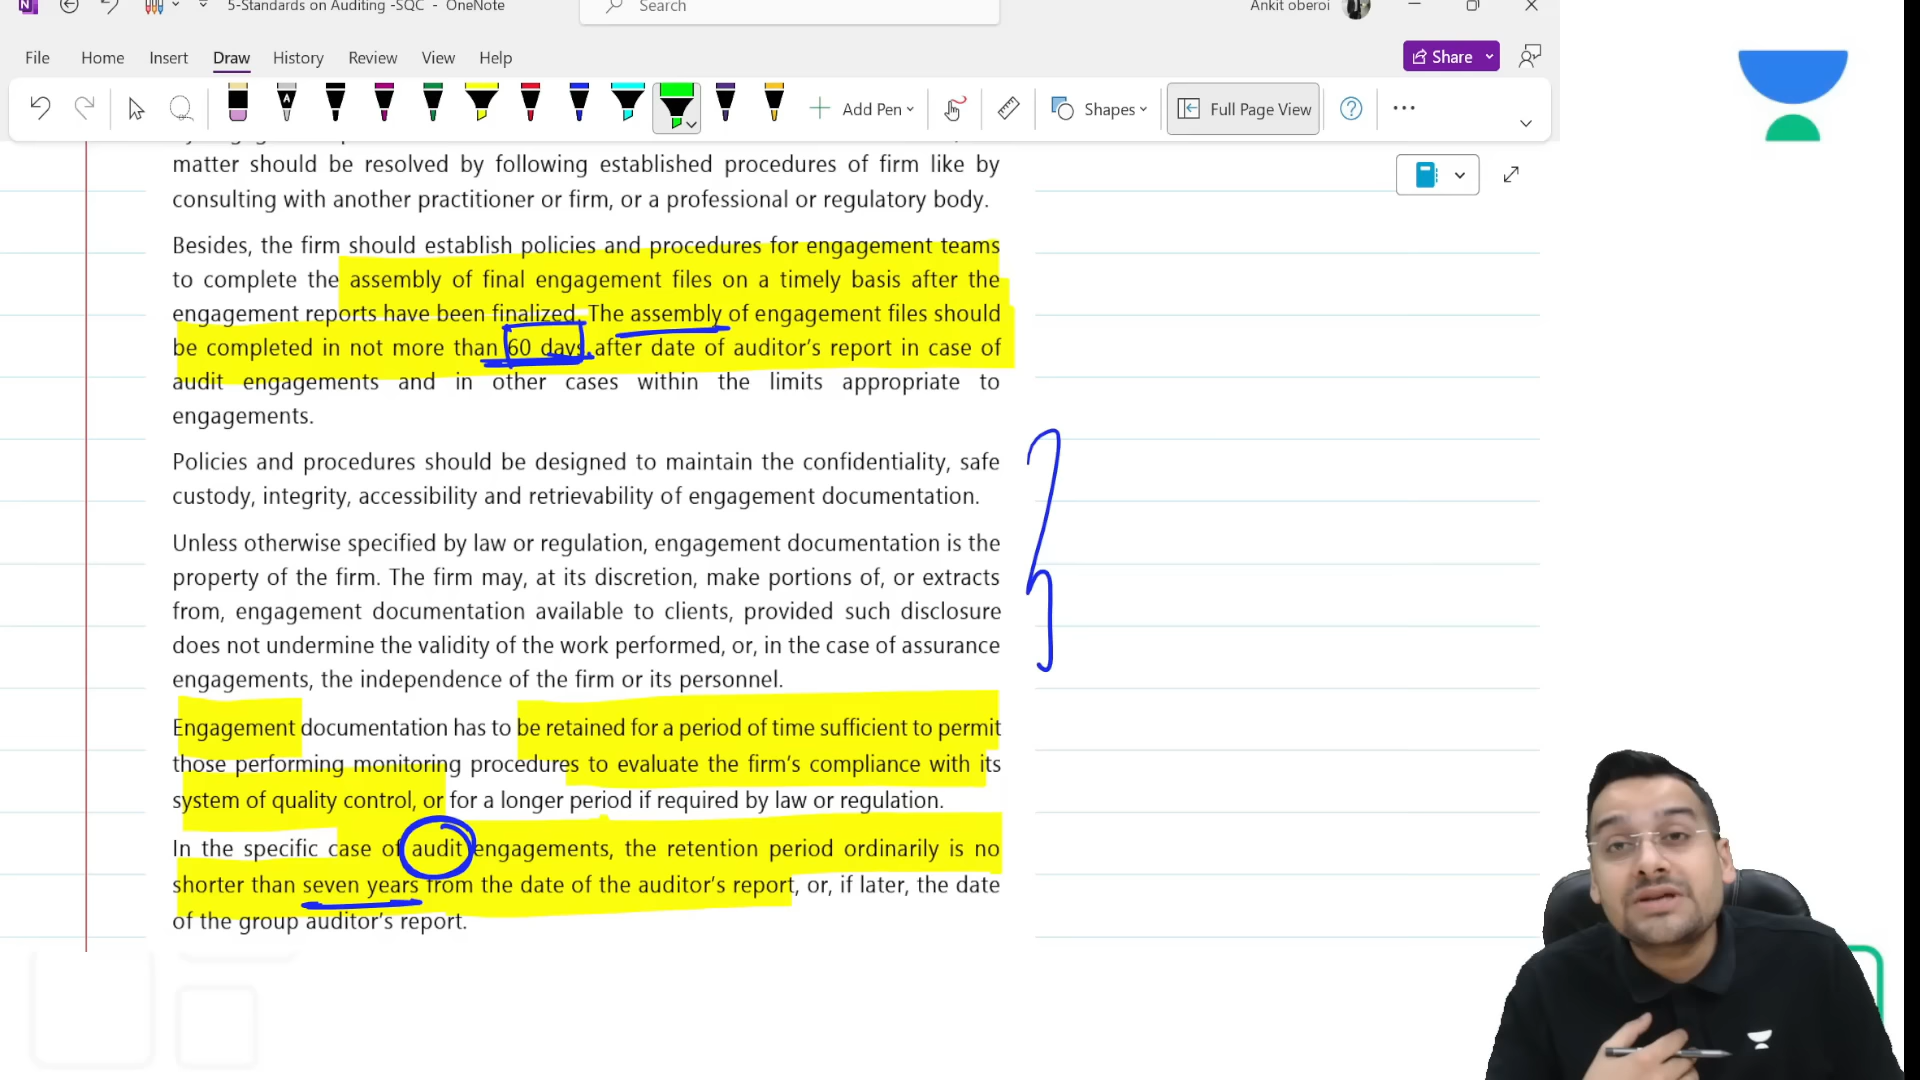 5-Standards on Auditing -SQC - OneNote
Search
Ankit oberoi
File Home Insert Draw History Review View Help
Share
Add Pen
Shapes
Full Page View
matter should be resolved by following established procedures of firm like by
consulting with another practitioner or firm, or a professional or regulatory body.
Besides, the firm should establish policies and procedures for engagement teams
to complete the assembly of final engagement files on a timely basis after the
engagement reports have been finalized. The assembly of engagement files should
be completed in not more than 60 days after date of auditor's report in case of
audit engagements and in other cases within the limits appropriate to
engagements.
Policies and procedures should be designed to maintain the confidentiality, safe
custody, integrity, accessibility and retrievability of engagement documentation.
Unless otherwise specified by law or regulation, engagement documentation is the
property of the firm. The firm may, at its discretion, make portions of, or extracts
from, engagement documentation available to clients, provided such disclosure
does not undermine the validity of the work performed, or, in the case of assurance
engagements, the independence of the firm or its personnel.
Engagement documentation has to be retained for a period of time sufficient to permit
those performing monitoring procedures to evaluate the firm's compliance with its
system of quality control, or for a longer period if required by law or regulation.
In the specific case of audit engagements, the retention period ordinarily is no
shorter than seven years from the date of the auditor's report, or, if later, the date
of the group auditor's report.